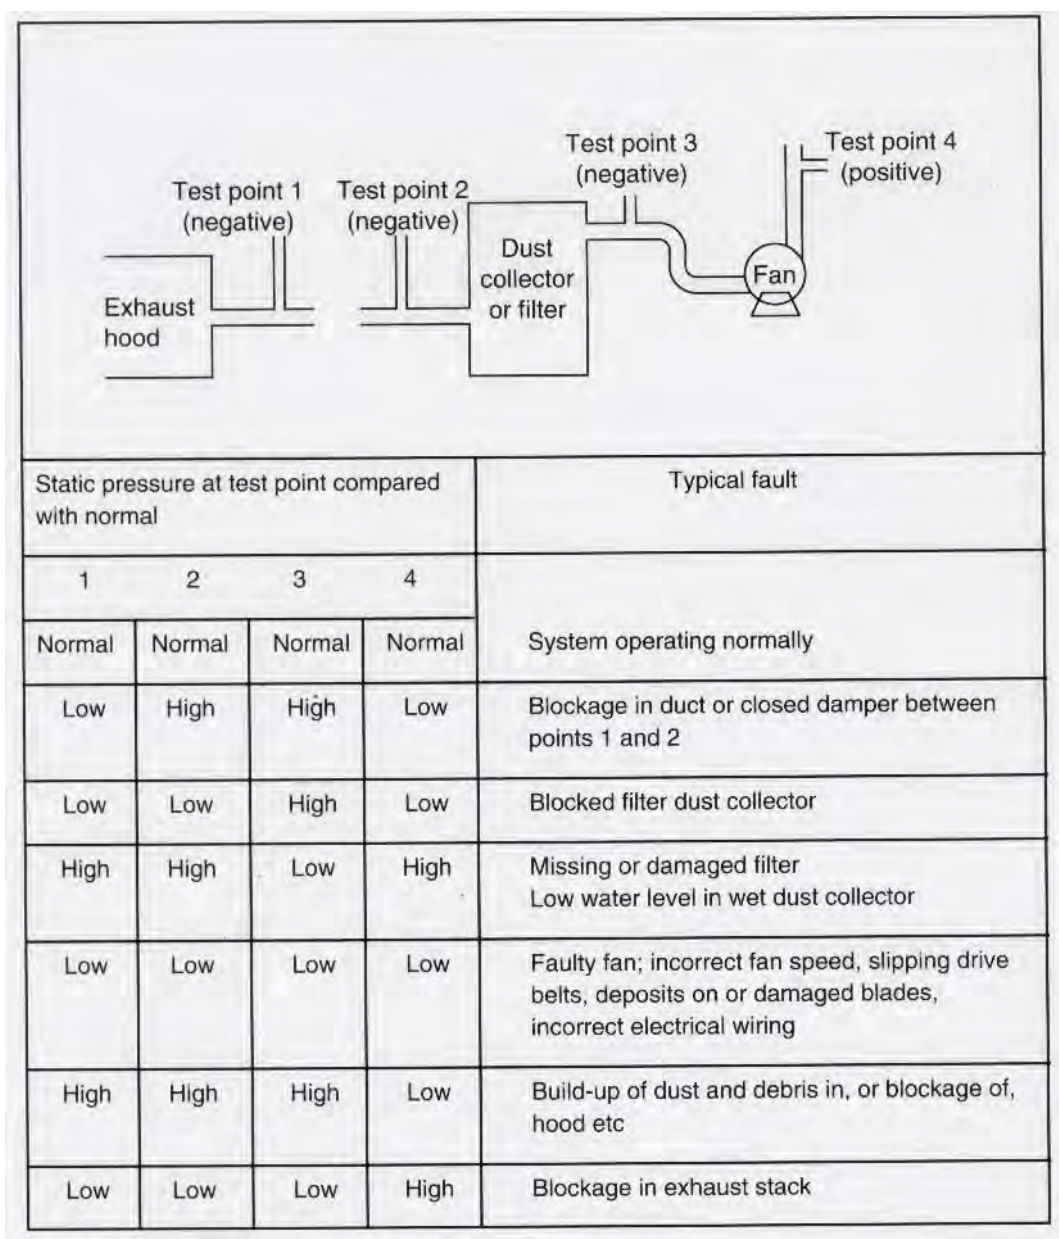 Test point 3
(negative)
Test point 4
(positive)
Test point 1
(negative)
Test point 2
(negative)
Exhaust
hood
Dust
collector
or filter
Fan
Static pressure at test point compared
with normal
Typical fault
1 2 3 4
Normal Normal Normal Normal System operating normally
Low High High Low Blockage in duct or closed damper between
points 1 and 2
Low Low High Low Blocked filter dust collector
High High Low High Missing or damaged filter
Low water level in wet dust collector
Low Low Low Low Faulty fan; incorrect fan speed, slipping drive
belts, deposits on or damaged blades,
incorrect electrical wiring
High High High Low Build-up of dust and debris in, or blockage of,
hood etc
Low Low Low High Blockage in exhaust stack